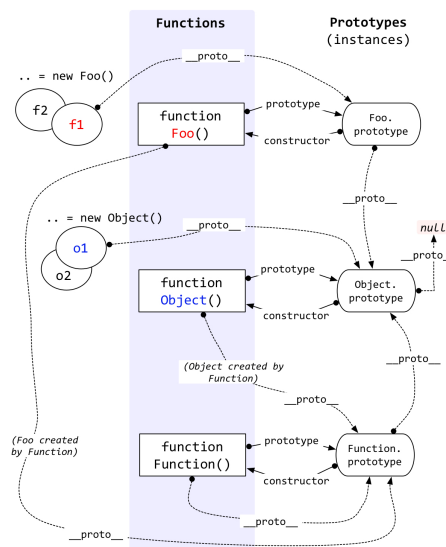 Functions
Prototypes
(instances)
__proto__
.. = new Foo()
f2
f1
function
Foo()
prototype
constructor
Foo.
prototype
__proto__
.. = new Object()
o1
o2
__proto__
null
__proto_
function
Object()
prototype
constructor
Object.
prototype
(Object created by
Function)
__proto__
__proto__
(Foo created
by Function)
function
Function()
prototype
constructor
Function.
prototype
__proto__
__proto__